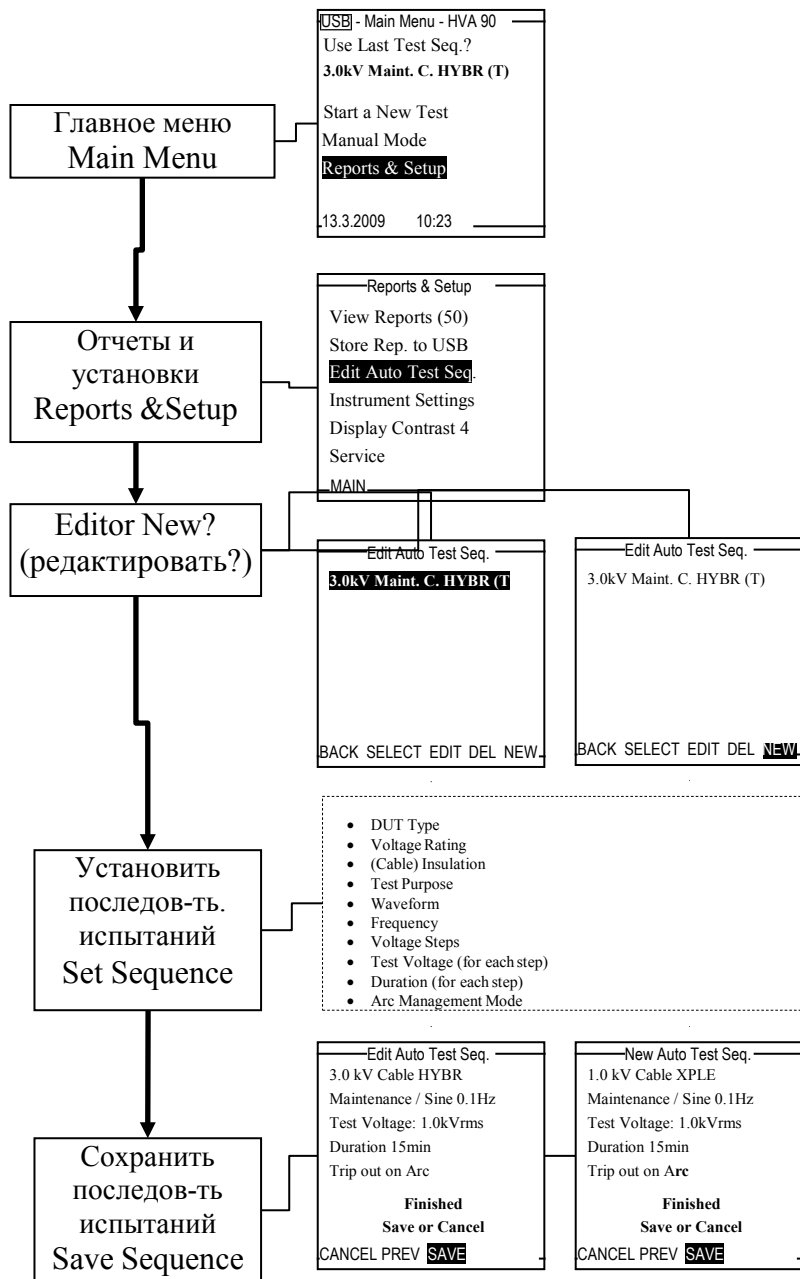 USB - Main Menu - HVA 90
Use Last Test Seq.?
3.0kV Maint. C. HYBR (T)
Start a New Test
Manual Mode
Reports & Setup
13.3.2009 10:23
Главное меню
Main Menu
Reports & Setup
View Reports (50)
Store Rep. to USB
Edit Auto Test Seq.
Instrument Settings
Display Contrast 4
Service
MAIN
Отчеты и
установки
Reports &Setup
Editor New?
(редактировать?)
Edit Auto Test Seq.
3.0kV Maint. C. HYBR (T
BACK SELECT EDIT DEL NEW
Edit Auto Test Seq.
3.0kV Maint. C. HYBR (T)
BACK SELECT EDIT DEL NEW
Установить
последов-ть.
испытаний
Set Sequence
• DUT Type
• Voltage Rating
• (Cable) Insulation
• Test Purpose
• Waveform
• Frequency
• Voltage Steps
• Test Voltage (for each step)
• Duration (for each step)
• Arc Management Mode
Сохранить
последов-ть
испытаний
Save Sequence
Edit Auto Test Seq.
3.0 kV Cable HYBR
Maintenance / Sine 0.1Hz
Test Voltage: 1.0kVrms
Duration 15min
Trip out on Arc
Finished
Save or Cancel
CANCEL PREV SAVE
New Auto Test Seq.
1.0 kV Cable XPLE
Maintenance / Sine 0.1Hz
Test Voltage: 1.0kVrms
Duration 15min
Trip out on Arc
Finished
Save or Cancel
CANCEL PREV SAVE